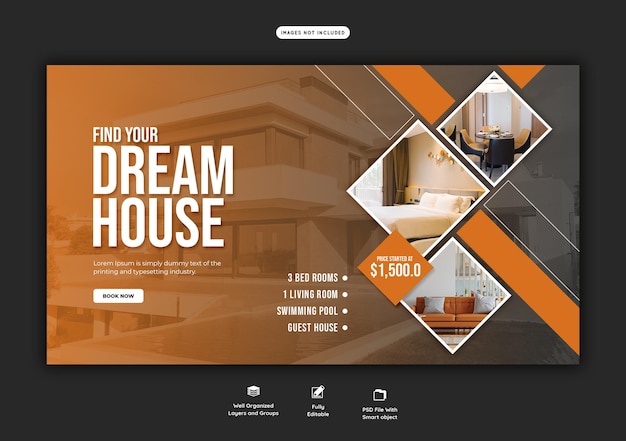 IMAGES NOT INCLUDED
FIND YOUR
DREAM
HOUSE
Lorem Ipsum is simply dummy text of the
printing and typesetting industry.
BOOK NOW
3 BED ROOMS
1 LIVING ROOM
SWIMMING POOL
GUEST HOUSE
PRICE STARTED AT
$1,500.0
Well Organized
Layers and Groups
Fully
Editable
PSD File With
Smart object